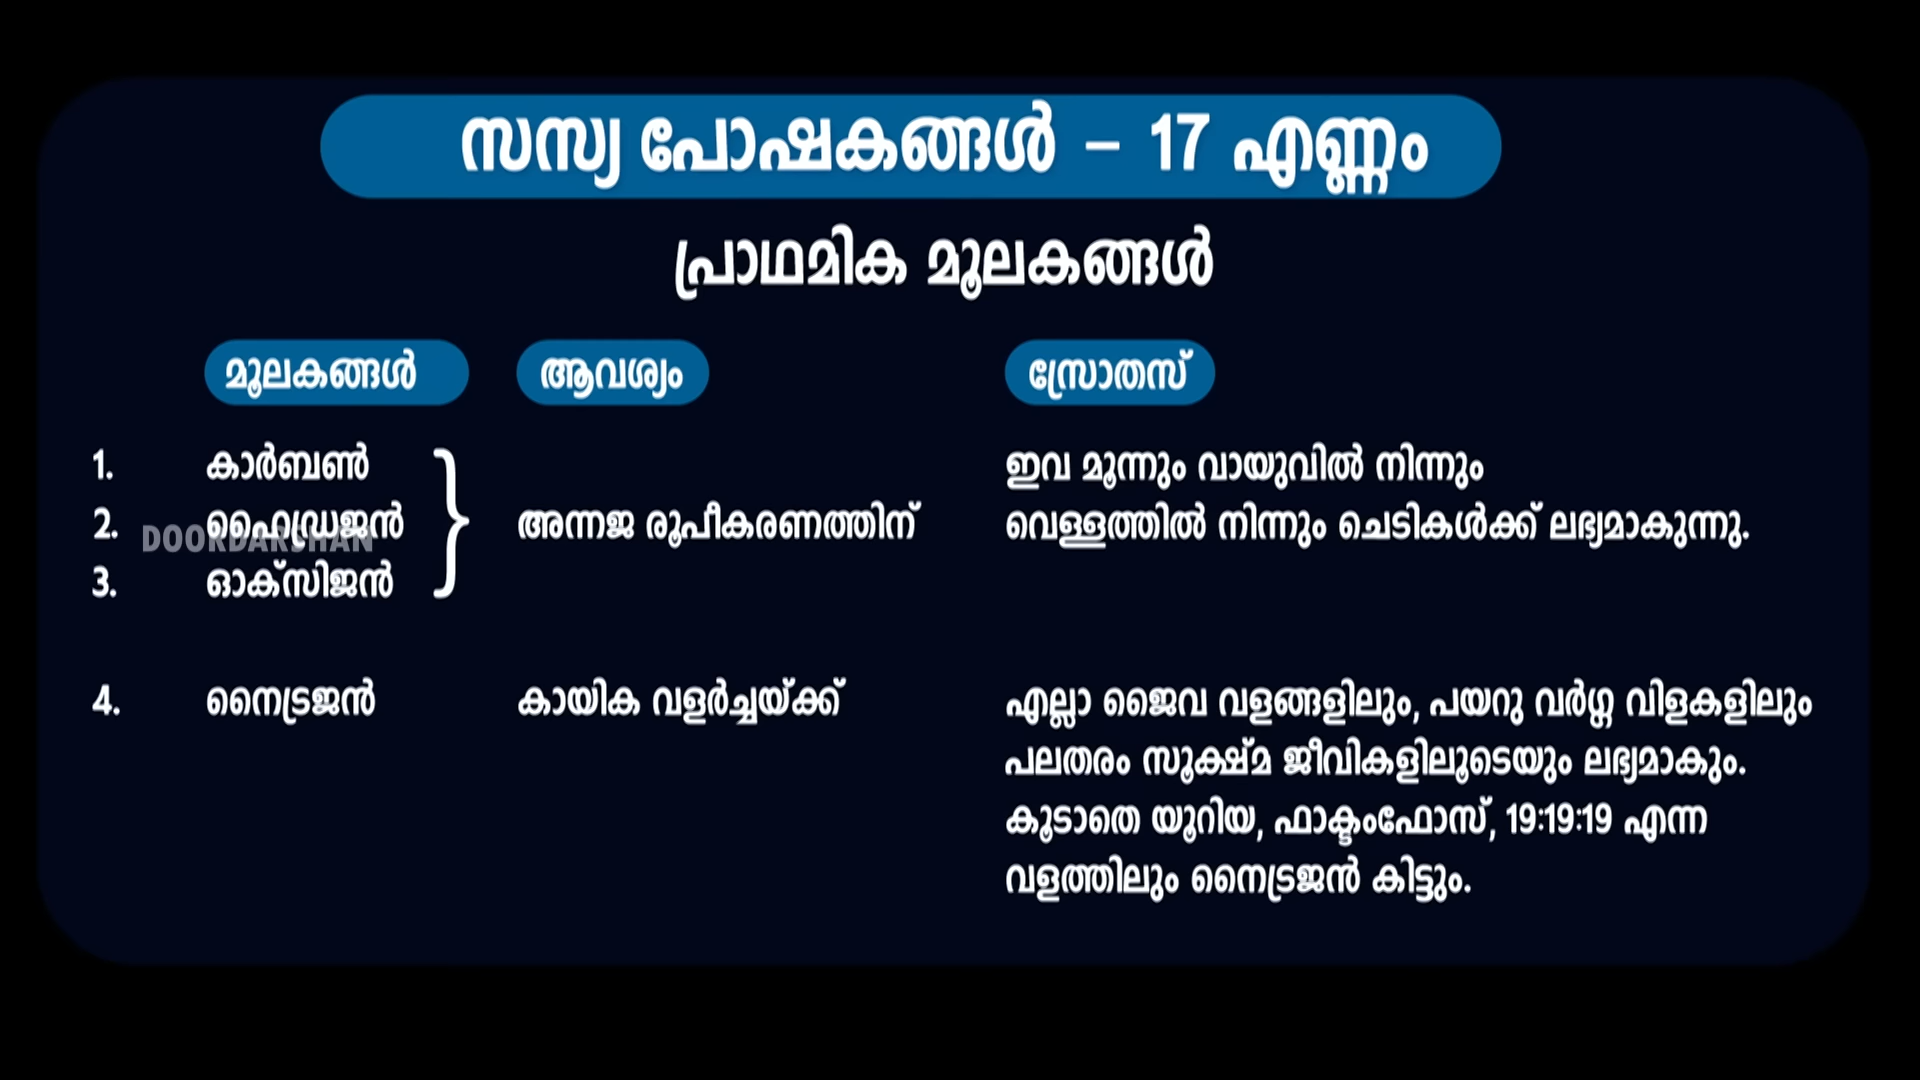 സസ്യ പോഷകങ്ങൾ – 17 എണ്ണം
പ്രാഥമിക മൂലകങ്ങൾ
മൂലകങ്ങൾ ആവശ്യം സ്രോതസ്
1. കാർബൺ ഇവ മൂന്നും വായുവിൽ നിന്നും
2. ഹൈഡ്രജൻ } അന്നജ രൂപീകരണത്തിന് വെള്ളത്തിൽ നിന്നും ചെടികൾക്ക് ലഭ്യമാകുന്നു.
DOORDARSHAN
3. ഓക്സിജൻ
4. നൈട്രജൻ കായിക വളർച്ചയ്ക്ക് എല്ലാ ജൈവ വളങ്ങളിലും, പയറു വർഗ്ഗ വിളകളിലും
പലതരം സൂക്ഷ്മ ജീവികളിലൂടെയും ലഭ്യമാകും.
കൂടാതെ യൂറിയ, ഫാക്ടംഫോസ്, 19:19:19 എന്ന
വളത്തിലും നൈട്രജൻ കിട്ടും.